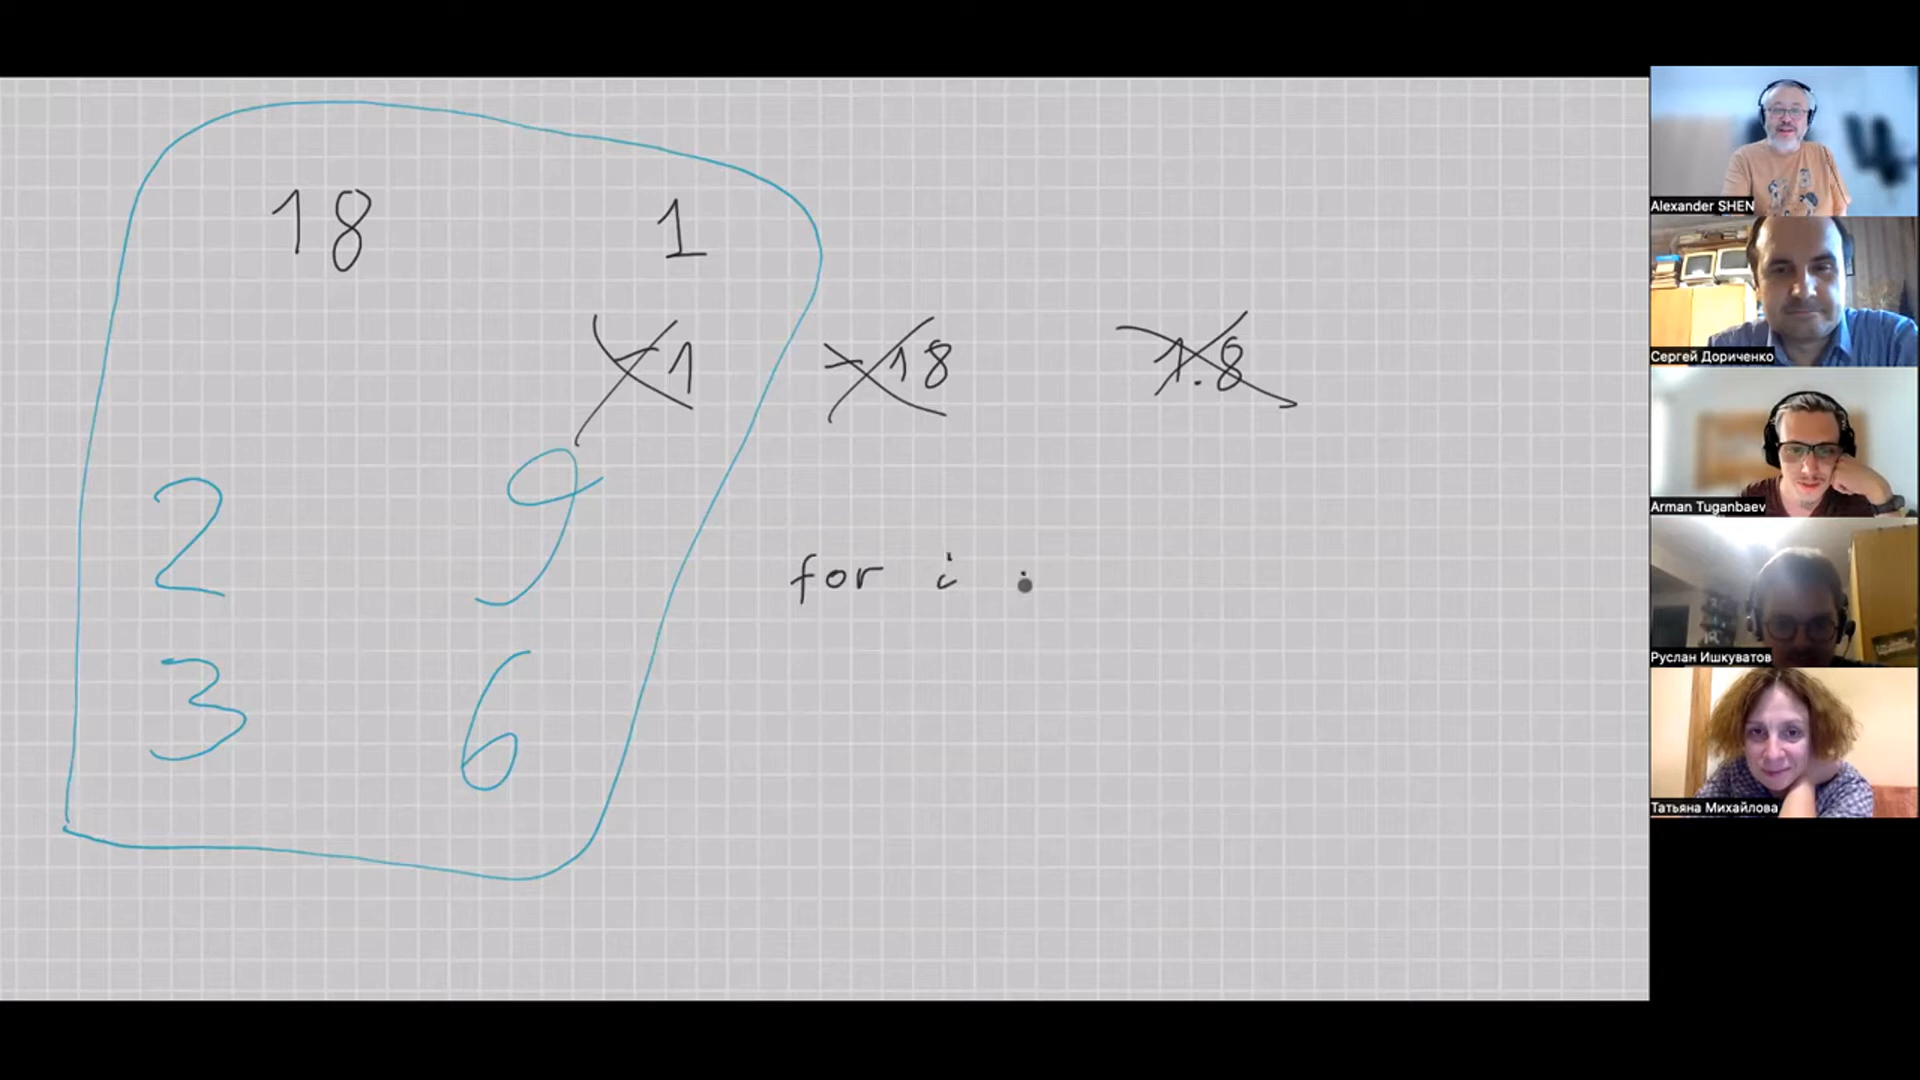 18 1
-1 -18 1.8
2 9
for i :
3 6
Alexander SHEN
Сергей Дориченко
Arman Tuganbaev
Руслан Ишкуватов
Татьяна Михайлова